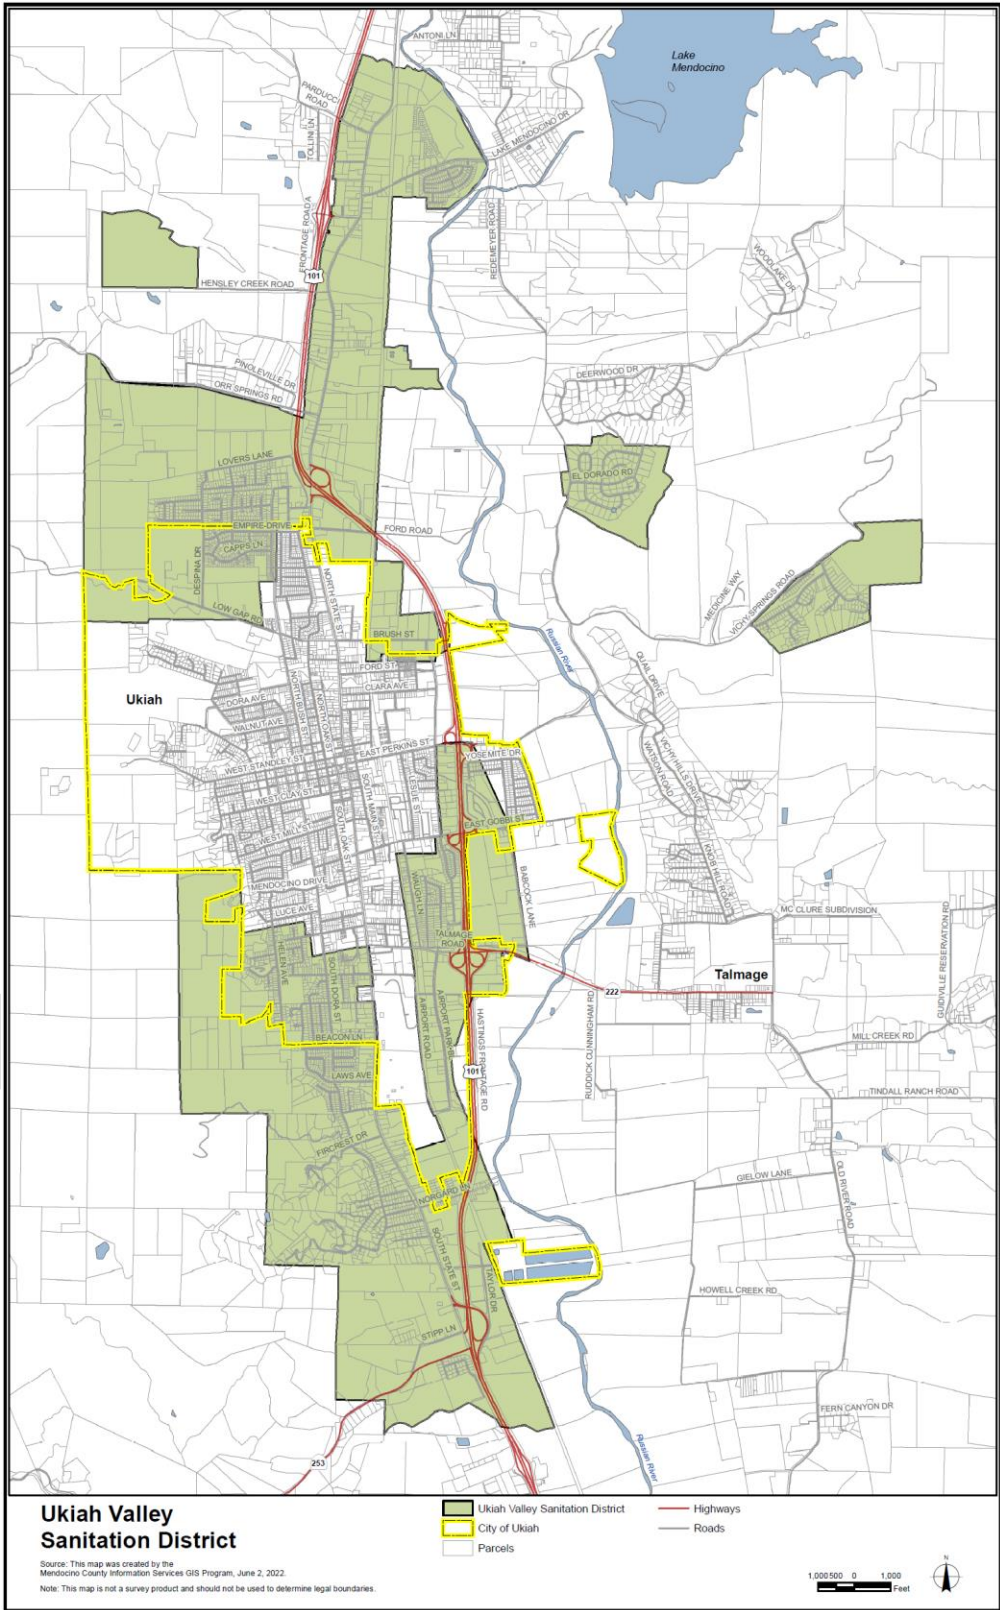 ANTONI LN
Lake
Mendocino
PARDUCCI
ROAD
TOLLINI LN
LAKE MENDOCINO DR
FRONTAGE ROAD A
REDEMEYER ROAD
WOODLAKE DR
101
HENSLEY CREEK ROAD
PINOLEVILLE DR
ORR SPRINGS RD
DEERWOOD DR
LOVERS LANE
EL DORADO RD
EMPIRE DRIVE
FORD ROAD
CAPPS LN
DESPINA DR
NORTH STATE ST
MEDICINE WAY
VICHY SPRINGS ROAD
LOW GAP RD
BRUSH ST
Russian River
FORD ST
CLARA AVE
QUAIL DRIVE
Ukiah
DORA AVE
NORTH BUSH ST
NORTH OAK ST
WALNUT AVE
EAST PERKINS ST
YOSEMITE DR
WATSON ROAD
VICHY HILLS DRIVE
WEST STANDLEY ST
LESLIE ST
WEST CLAY ST
SOUTH MAIN ST
SOUTH OAK ST
EAST GOBBI ST
WEST MILL ST
KNOB HILL ROAD
MENDOCINO DRIVE
WAUGH LN
BABCOCK LANE
LUCE AVE
MC CLURE SUBDIVISION
GUIDIVILLE RESERVATION RD
TALMAGE
ROAD
HELEN AVE
SOUTH DORA ST
Talmage
222
AIRPORT ROAD
AIRPORT PARK BL
HASTINGS FRONTAGE RD
RUDDICK CUNNINGHAM RD
BEACON LN
MILL CREEK RD
LAWS AVE
101
TINDALL RANCH ROAD
FIRCREST DR
GIELOW LANE
OLD RIVER ROAD
NORGARD LN
SOUTH STATE ST
TAYLOR DR
HOWELL CREEK RD
STIPP LN
FERN CANYON DR
253
Russian River
Ukiah Valley
Sanitation District
Source: This map was created by the
Mendocino County Information Services GIS Program, June 2, 2022.
Note: This map is not a survey product and should not be used to determine legal boundaries.
Ukiah Valley Sanitation District
City of Ukiah
Parcels
Highways
Roads
1,000 500 0 1,000
Feet
N